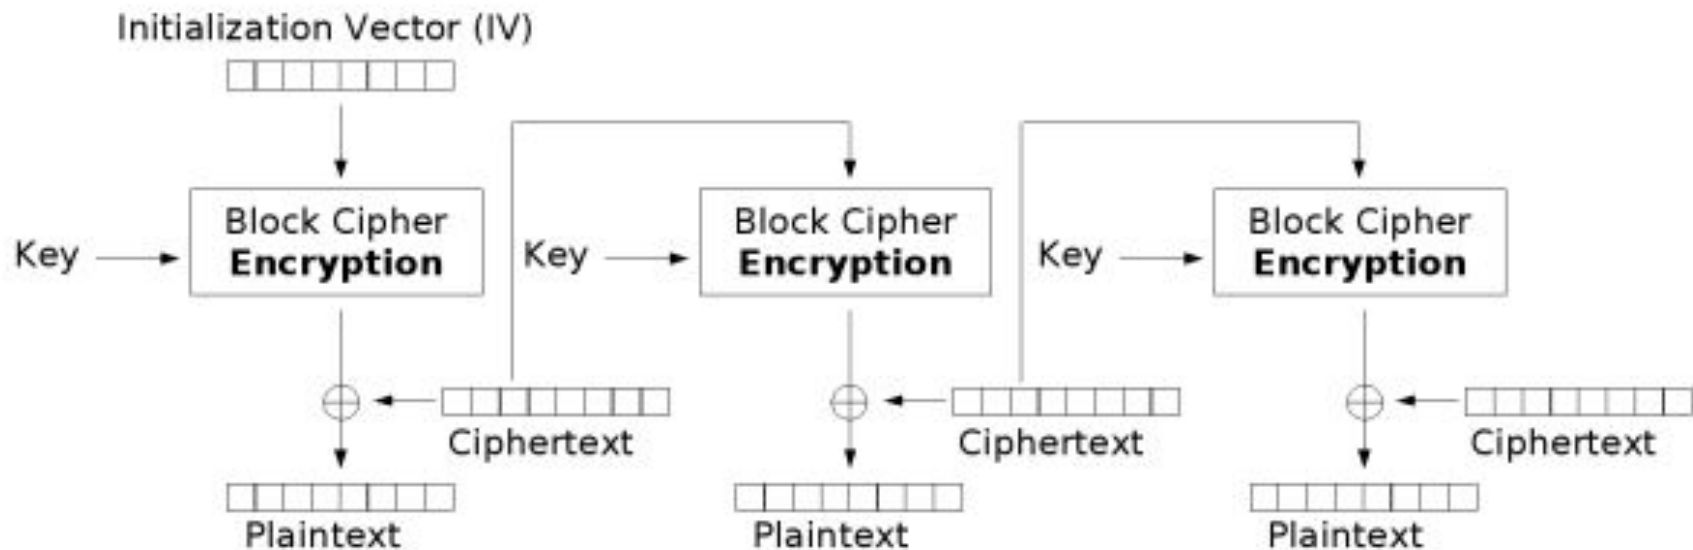 Initialization Vector (IV)
Key
Block Cipher
Encryption
Key
Block Cipher
Encryption
Key
Block Cipher
Encryption
Ciphertext
Ciphertext
Ciphertext
Plaintext
Plaintext
Plaintext